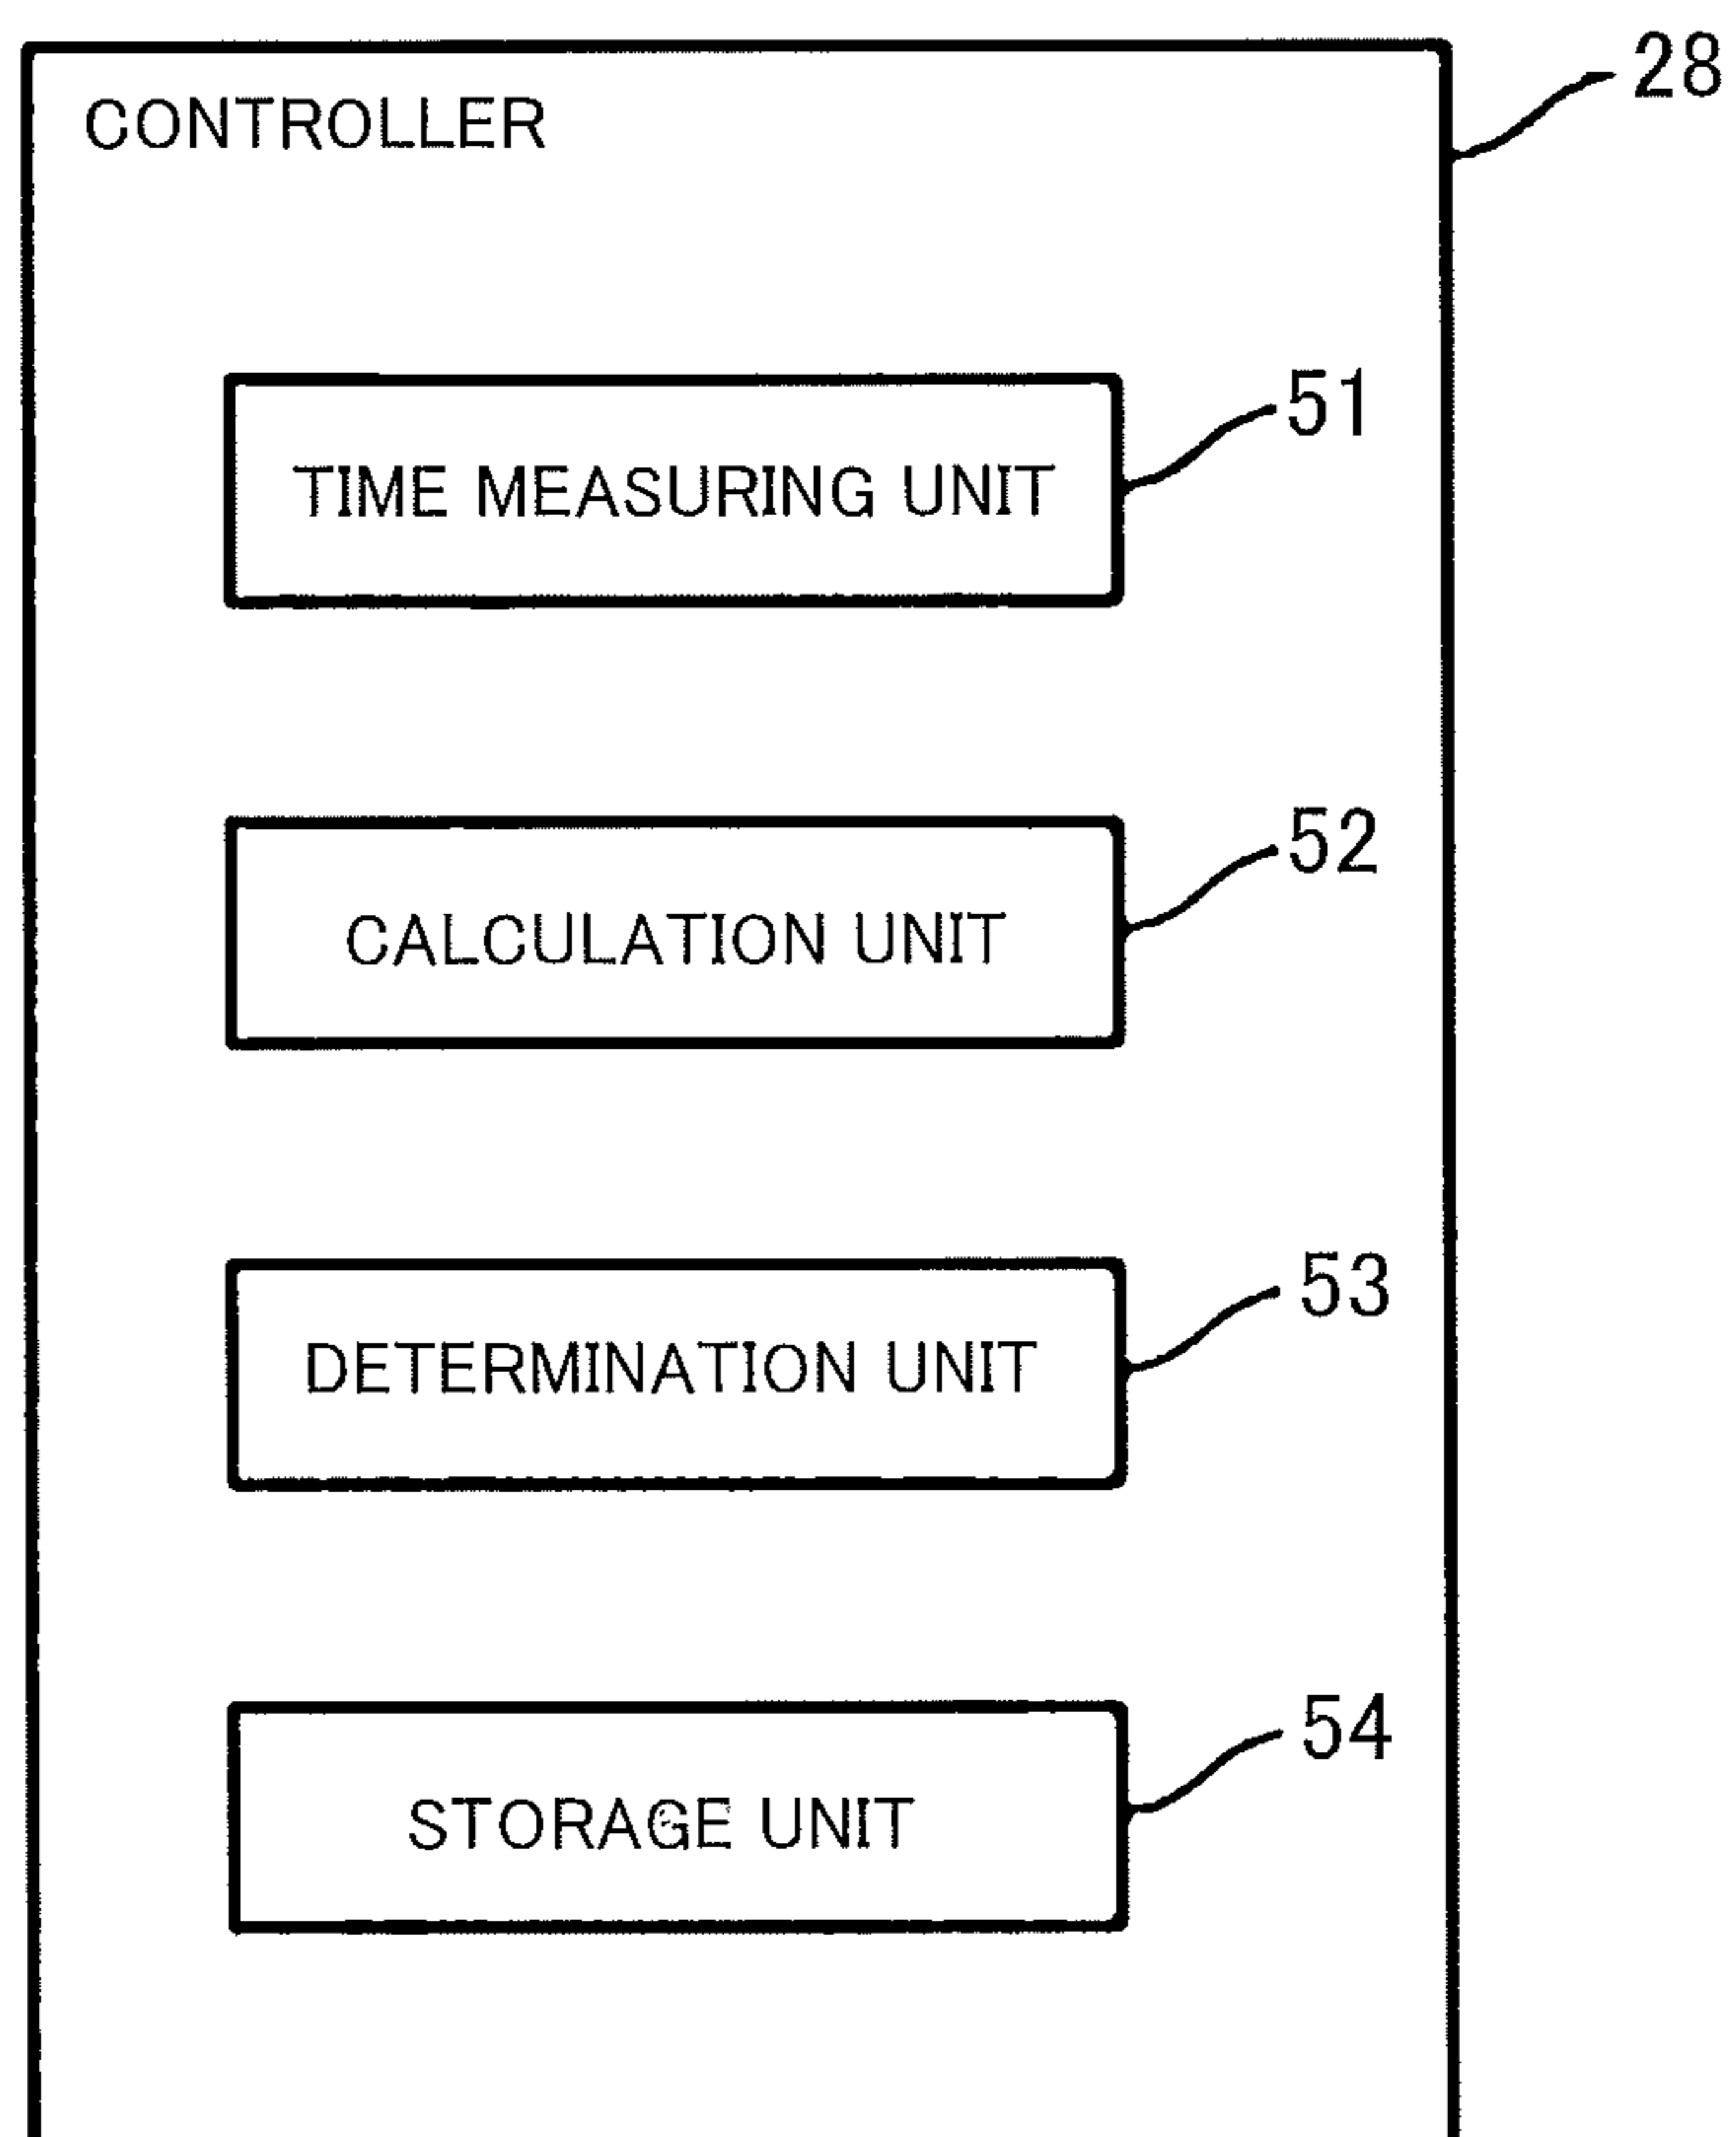 CONTROLLER
28
51
TIME MEASURING UNIT
52
CALCULATION UNIT
53
DETERMINATION UNIT
54
STORAGE UNIT